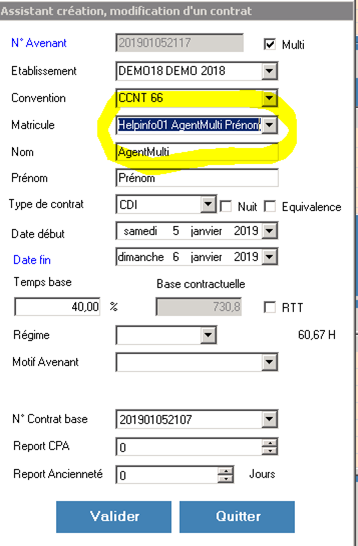 Assistant création, modification d'un contrat
N° Avenant 201901052117 Multi
Etablissement DEMO18 DEMO 2018
Convention CCNT 66
Matricule Helpinfo01 AgentMulti Prénom
Nom AgentMulti
Prénom Prénom
Type de contrat CDI Nuit Equivalence
Date début samedi 5 janvier 2019
Date fin dimanche 6 janvier 2019
Temps base Base contractuelle
40,00 % 730,8 RTT
Régime 60,67 H
Motif Avenant
N° Contrat base 201901052107
Report CPA 0
Report Ancienneté 0 Jours
Valider Quitter